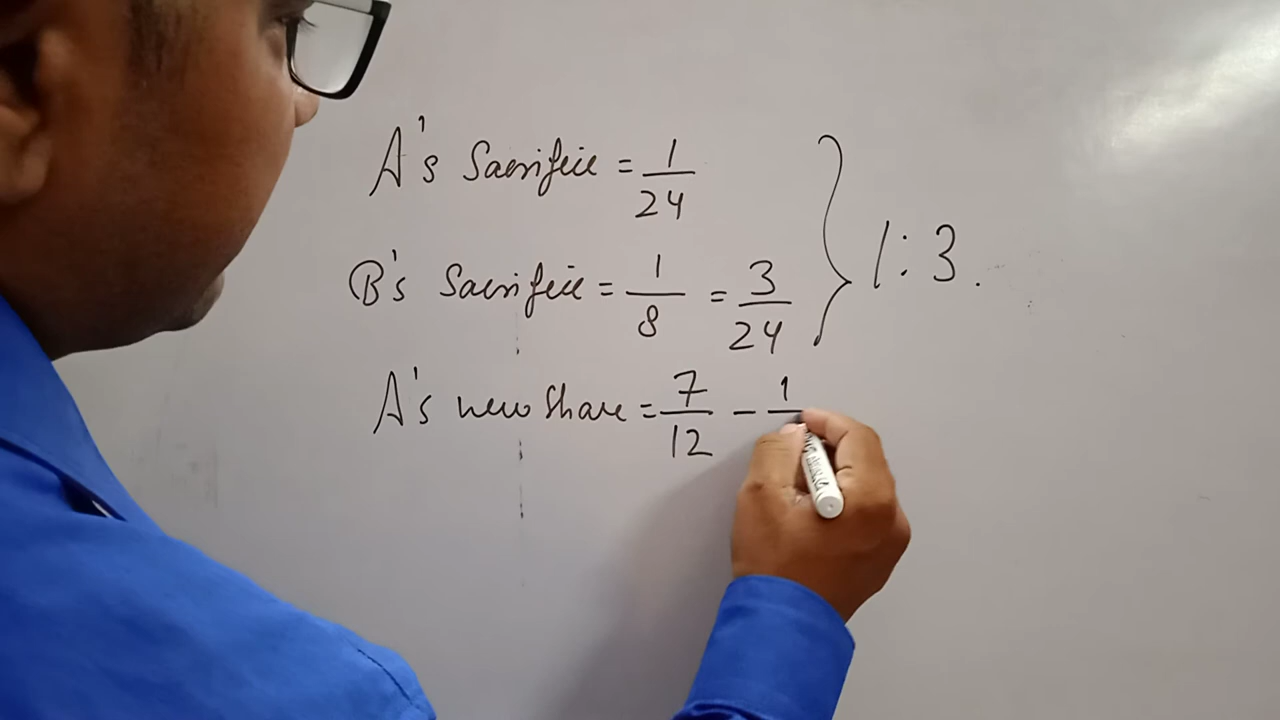 A's Sacrifice = 1/24
B's Sacrifice = 1/8 = 3/24
1:3.
A's new share = 7/12 - 1